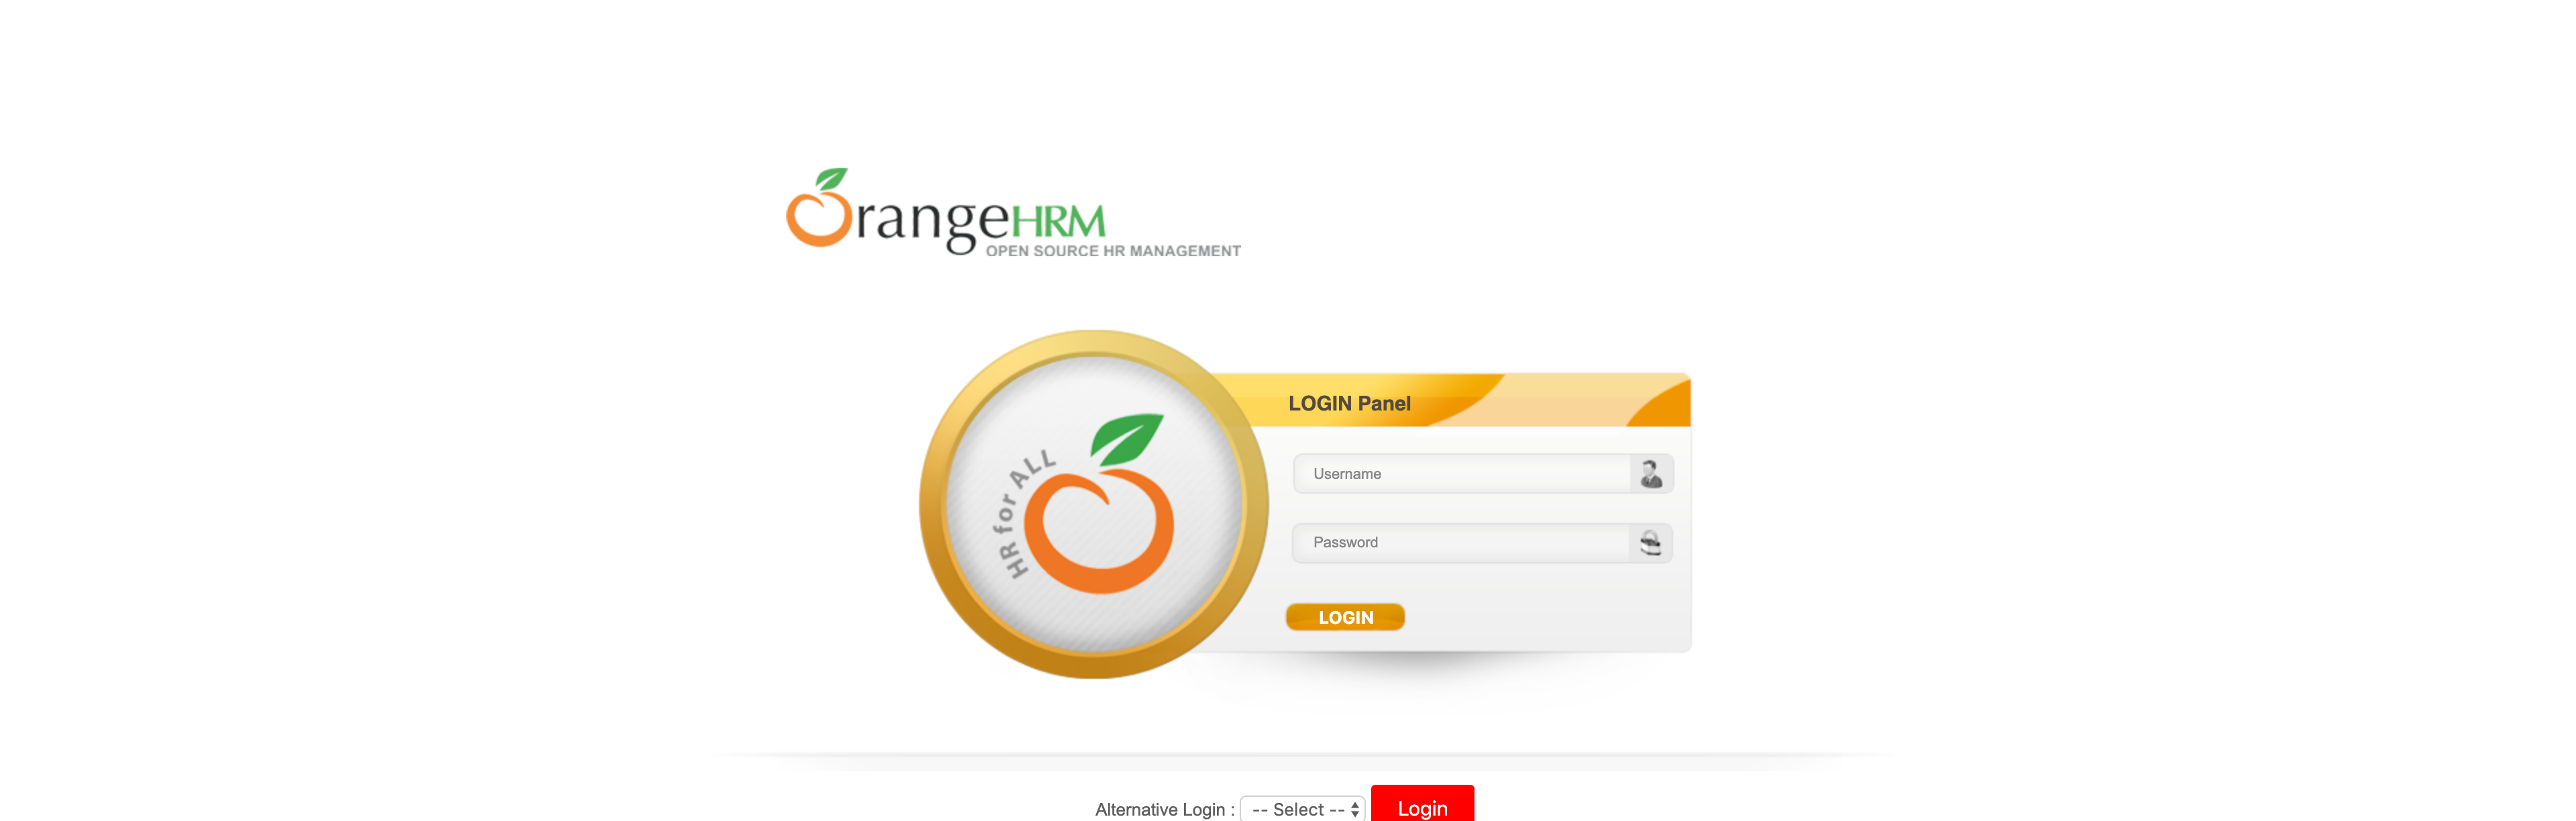 OrangeHRM
OPEN SOURCE HR MANAGEMENT
HR for ALL
LOGIN Panel
Username
Password
LOGIN
Alternative Login : -- Select -- Login